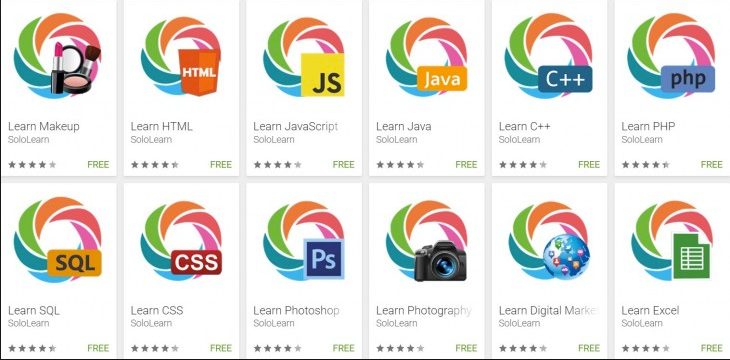 HTML
JS
Java
C++
php
Learn Makeup
Learn HTML
Learn JavaScript
Learn Java
Learn C++
Learn PHP
SoloLearn
SoloLearn
SoloLearn
SoloLearn
SoloLearn
SoloLearn
FREE
FREE
FREE
FREE
FREE
FREE
SQL
CSS
Ps
Learn SQL
Learn CSS
Learn Photoshop
Learn Photography
Learn Digital Marke
Learn Excel
SoloLearn
SoloLearn
SoloLearn
SoloLearn
SoloLearn
SoloLearn
FREE
FREE
FREE
FREE
FREE
FREE